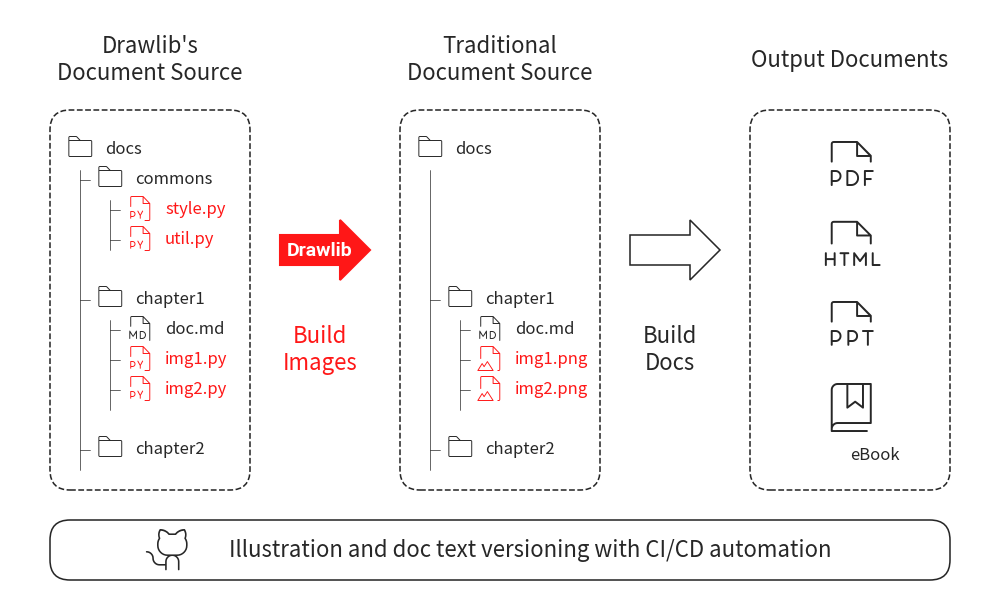 Drawlib's
Document Source
Traditional
Document Source
Output Documents
docs
commons
PY style.py
PY util.py
chapter1
MD doc.md
PY img1.py
PY img2.py
chapter2
Drawlib
Build
Images
docs
chapter1
MD doc.md
img1.png
img2.png
chapter2
Build
Docs
PDF
HTML
PPT
eBook
Illustration and doc text versioning with CI/CD automation